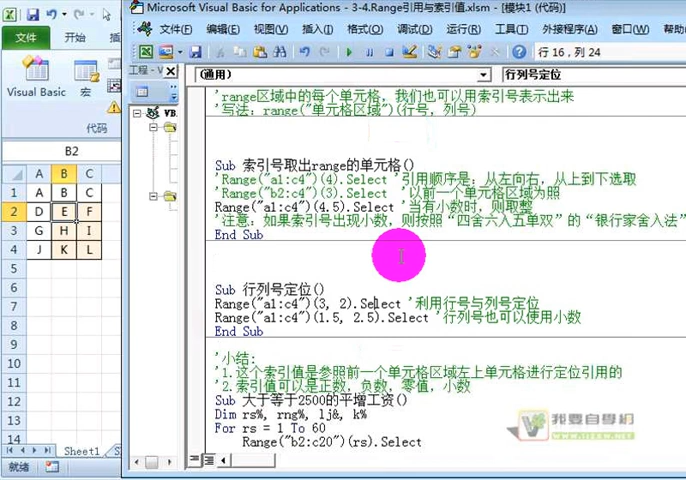 Microsoft Visual Basic for Applications - 3-4.Range引用与索引值.xlsm - [模块1 (代码)]
文件(F) 编辑(E) 视图(V) 插入(I) 格式(O) 调试(D) 运行(R) 工具(T) 外接程序(A) 窗口(W)
文件 开始
行 16, 列 24
工程 - V
(通用) 行列号定位
Visual Basic 宏
代码
VB
B2
A B C
1 A B C
2 D E F
3 G H I
4 J K L
5
6
7
8
9
10
11
12
13
14
'range区域中的每个单元格，我们也可以用索引号表示出来
'写法：range("单元格区域")(行号，列号)
Sub 索引号取出range的单元格()
'Range("a1:c4")(4).Select '引用顺序是：从左向右，从上到下选取
'Range("b2:c4")(3).Select '以前一个单元格区域为照
Range("a1:c4")(4.5).Select '当有小数时，则取整
'注意：如果索引号出现小数，则按照“四舍六入五单双”的“银行家舍入法”
End Sub
Sub 行列号定位()
Range("a1:c4")(3, 2).Select '利用行号与列号定位
Range("a1:c4")(1.5, 2.5).Select '行列号也可以使用小数
End Sub
'小结：
'1.这个索引值是参照前一个单元格区域左上单元格进行定位引用的
'2.索引值可以是正数，负数，零值，小数
Sub 大于等于2500的平增工资()
Dim rs%, rng%, lj&, k%
For rs = 1 To 60
Range("b2:c20")(rs).Select
Sheet1
就绪
我要自学网
WWW.51ZXW.NET